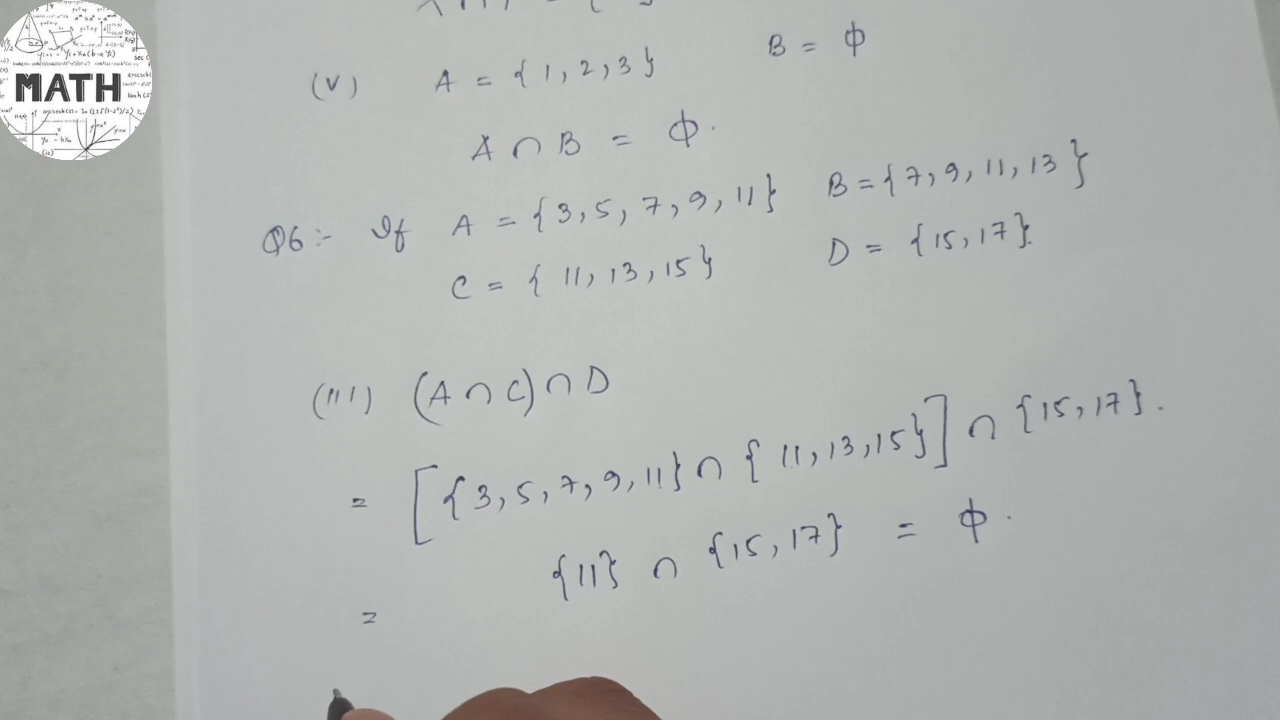 MATH
(V) A = {1, 2, 3} B = ϕ
A ∩ B = ϕ.
Q6:- If A = {3, 5, 7, 9, 11} B = {7, 9, 11, 13}
C = {11, 13, 15} D = {15, 17}.
(III) (A ∩ C) ∩ D
= [{3, 5, 7, 9, 11} ∩ {11, 13, 15}] ∩ {15, 17}.
= {11} ∩ {15, 17} = ϕ.